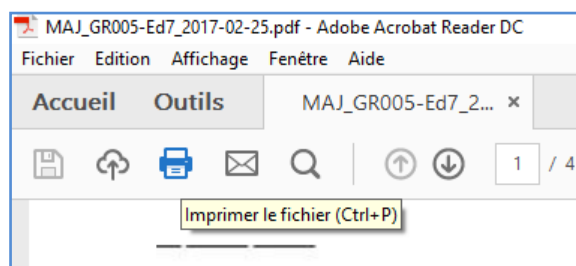 MAJ_GR005-Ed7_2017-02-25.pdf - Adobe Acrobat Reader DC
Fichier Edition Affichage Fenêtre Aide
Accueil Outils MAJ_GR005-Ed7_2... ×
1 / 4
Imprimer le fichier (Ctrl+P)